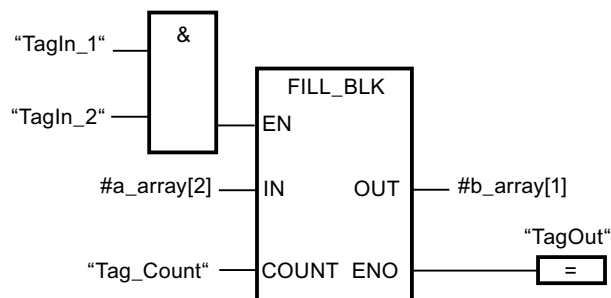 “TagIn_1“
&
“TagIn_2“
FILL_BLK
EN
#a_array[2]
IN
OUT
#b_array[1]
“TagOut“
“Tag_Count“
COUNT
ENO
=